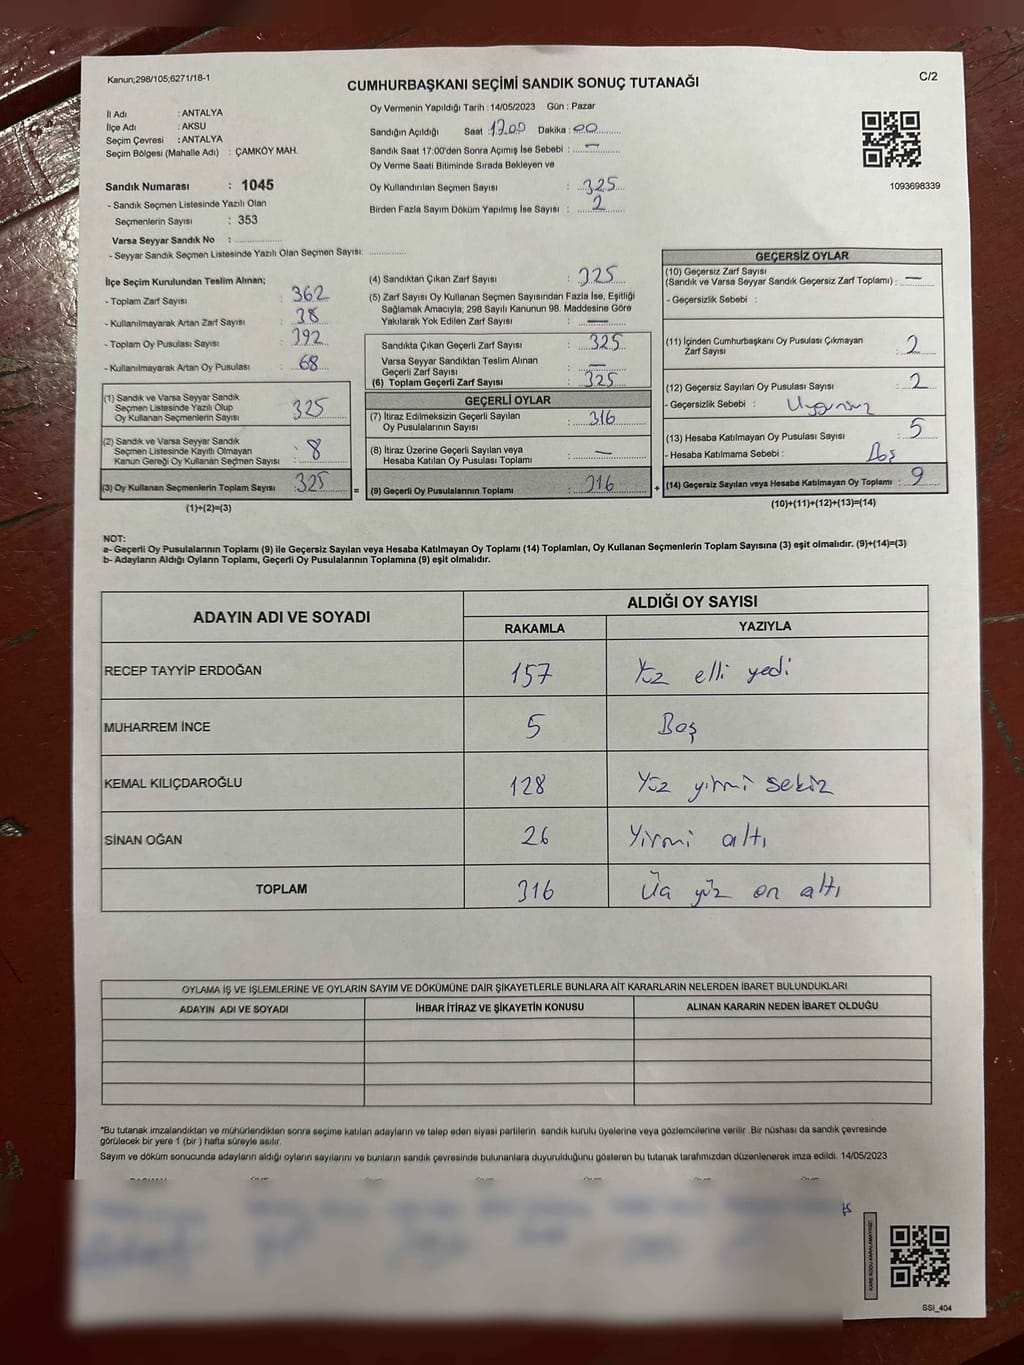 Kanun;298/105;6271/18-1
C/2
CUMHURBAŞKANI SEÇİMİ SANDIK SONUÇ TUTANAĞI
İl Adı : ANTALYA
İlçe Adı : AKSU
Seçim Çevresi : ANTALYA
Seçim Bölgesi (Mahalle Adı) : ÇAMKÖY MAH.
Sandık Numarası : 1045
- Sandık Seçmen Listesinde Yazılı Olan
Seçmenlerin Sayısı : 353
Varsa Seyyar Sandık No : ..............
- Seyyar Sandık Seçmen Listesinde Yazılı Olan Seçmen Sayısı: ............
Oy Vermenin Yapıldığı Tarih : 14/05/2023 Gün : Pazar
Sandığın Açıldığı Saat : 17.00 Dakika : 00
Sandık Saat 17:00'den Sonra Açımış İse Sebebi : —
Oy Verme Saati Bitiminde Sırada Bekleyen ve
Oy Kullandırılan Seçmen Sayısı : 325
Birden Fazla Sayım Döküm Yapılmış İse Sayısı : 2
1093698339
İlçe Seçim Kurulundan Teslim Alınan;
- Toplam Zarf Sayısı : 362
- Kullanılmayarak Artan Zarf Sayısı : 38
- Toplam Oy Pusulası Sayısı : 392
- Kullanılmayarak Artan Oy Pusulası : 68
(1) Sandık ve Varsa Seyyar Sandık
Seçmen Listesinde Yazılı Olup
Oy Kullanan Seçmenlerin Sayısı : 325
(2) Sandık ve Varsa Seyyar Sandık
Seçmen Listesinde Kayıtlı Olmayan
Kanun Gereği Oy Kullanan Seçmen Sayısı : 8
(3) Oy Kullanan Seçmenlerin Toplam Sayısı : 325
(1)+(2)=(3)
(4) Sandıktan Çıkan Zarf Sayısı : 325
(5) Zarf Sayısı Oy Kullanan Seçmen Sayısından Fazla İse, Eşitliği
Sağlamak Amacıyla; 298 Sayılı Kanunun 98. Maddesine Göre
Yakılarak Yok Edilen Zarf Sayısı : —
Sandıkta Çıkan Geçerli Zarf Sayısı : 325
Varsa Seyyar Sandıktan Teslim Alınan
Geçerli Zarf Sayısı : —
(6) Toplam Geçerli Zarf Sayısı : 325
GEÇERLİ OYLAR
(7) İtiraz Edilmeksizin Geçerli Sayılan
Oy Pusulalarının Sayısı : 316
(8) İtiraz Üzerine Geçerli Sayılan veya
Hesaba Katılan Oy Pusulası Toplamı : —
= (9) Geçerli Oy Pusulalarının Toplamı : 316 +
GEÇERSİZ OYLAR
(10) Geçersiz Zarf Sayısı
(Sandık ve Varsa Seyyar Sandık Geçersiz Zarf Toplamı) : —
- Geçersizlik Sebebi :
(11) İçinden Cumhurbaşkanı Oy Pusulası Çıkmayan
Zarf Sayısı : 2
(12) Geçersiz Sayılan Oy Pusulası Sayısı : 2
- Geçersizlik Sebebi : Uygunsuz
(13) Hesaba Katılmayan Oy Pusulası Sayısı : 5
- Hesaba Katılmama Sebebi : Boş
(14) Geçersiz Sayılan veya Hesaba Katılmayan Oy Toplamı : 9
(10)+(11)+(12)+(13)=(14)
NOT:
a- Geçerli Oy Pusulalarının Toplamı (9) ile Geçersiz Sayılan veya Hesaba Katılmayan Oy Toplamı (14) Toplamları, Oy Kullanan Seçmenlerin Toplam Sayısına (3) eşit olmalıdır. (9)+(14)=(3)
b- Adayların Aldığı Oyların Toplamı, Geçerli Oy Pusulalarının Toplamına (9) eşit olmalıdır.
ADAYIN ADI VE SOYADI
ALDIĞI OY SAYISI
RAKAMLA YAZIYLA
RECEP TAYYİP ERDOĞAN 157 Yüz elli yedi
MUHARREM İNCE 5 Boş
KEMAL KILIÇDAROĞLU 128 Yüz yirmi sekiz
SİNAN OĞAN 26 Yirmi altı
TOPLAM 316 Üç yüz on altı
OYLAMA İŞ VE İŞLEMLERİNE VE OYLARIN SAYIM VE DÖKÜMÜNE DAİR ŞİKAYETLERLE BUNLARA AİT KARARLARIN NELERDEN İBARET BULUNDUKLARI
ADAYIN ADI VE SOYADI İHBAR İTİRAZ VE ŞİKAYETİN KONUSU ALINAN KARARIN NEDEN İBARET OLDUĞU
*Bu tutanak imzalandıktan ve mühürlendikten sonra seçime katılan adayların ve talep eden siyasi partilerin sandık kurulu üyelerine veya gözlemcilerine verilir .Bir nüshası da sandık çevresinde
görülecek bir yere 1 (bir ) hafta süreyle asılır.
Sayım ve döküm sonucunda adayların aldığı oyların sayılarını ve bunların sandık çevresinde bulunanlara duyurulduğunu gösteren bu tutanak tarafımızdan düzenlenerek imza edildi. 14/05/2023
SSI_404